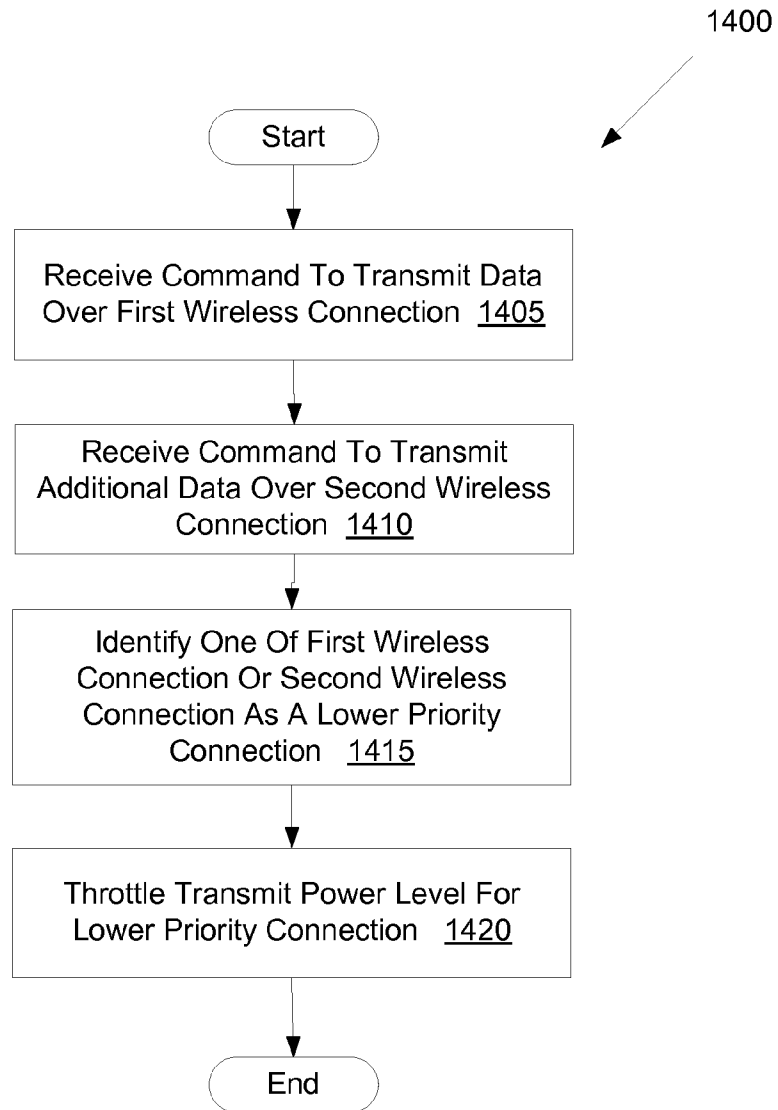 1400
Start
Receive Command To Transmit Data
Over First Wireless Connection 1405
Receive Command To Transmit
Additional Data Over Second Wireless
Connection 1410
Identify One Of First Wireless
Connection Or Second Wireless
Connection As A Lower Priority
Connection 1415
Throttle Transmit Power Level For
Lower Priority Connection 1420
End